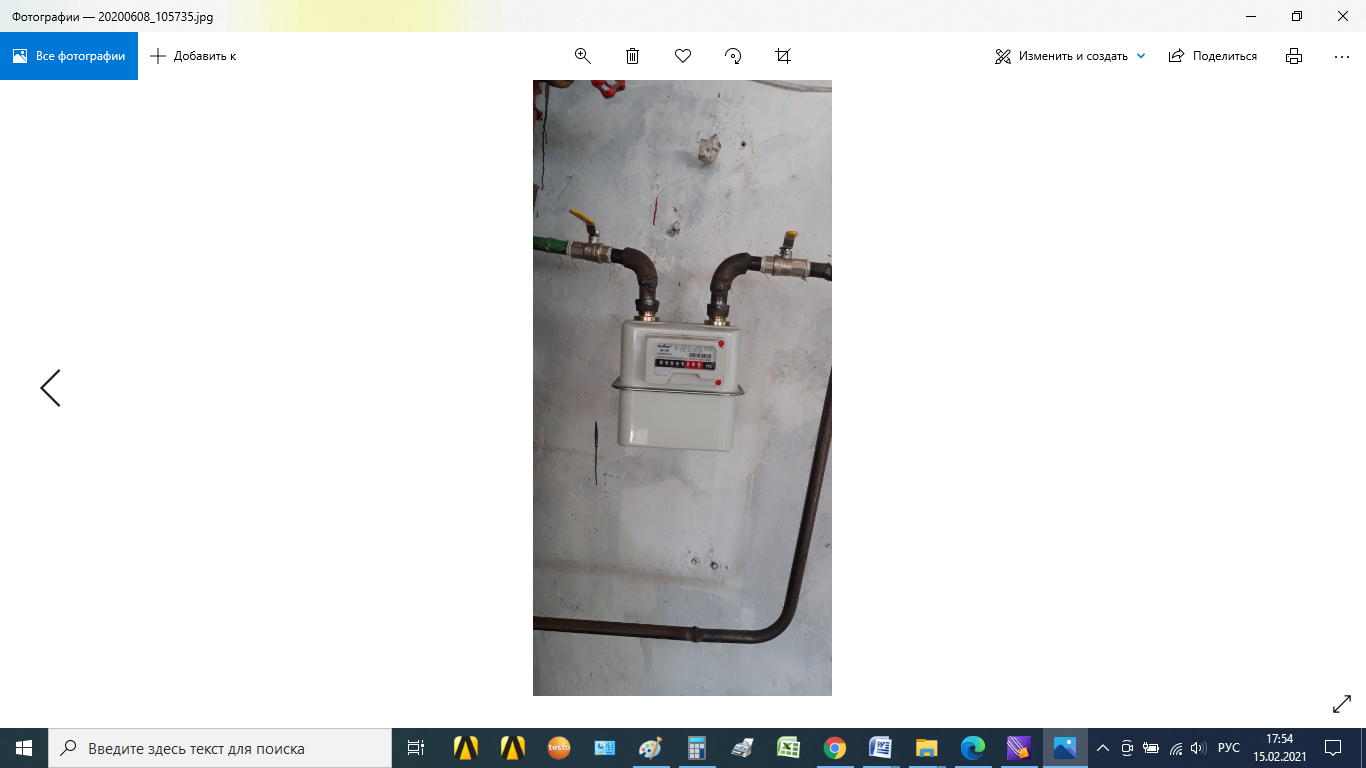 Фотографии — 20200608_105735.jpg
Все фотографии
Добавить к
Изменить и создать
Поделиться
Введите здесь текст для поиска
testo
РУС
17:54
15.02.2021